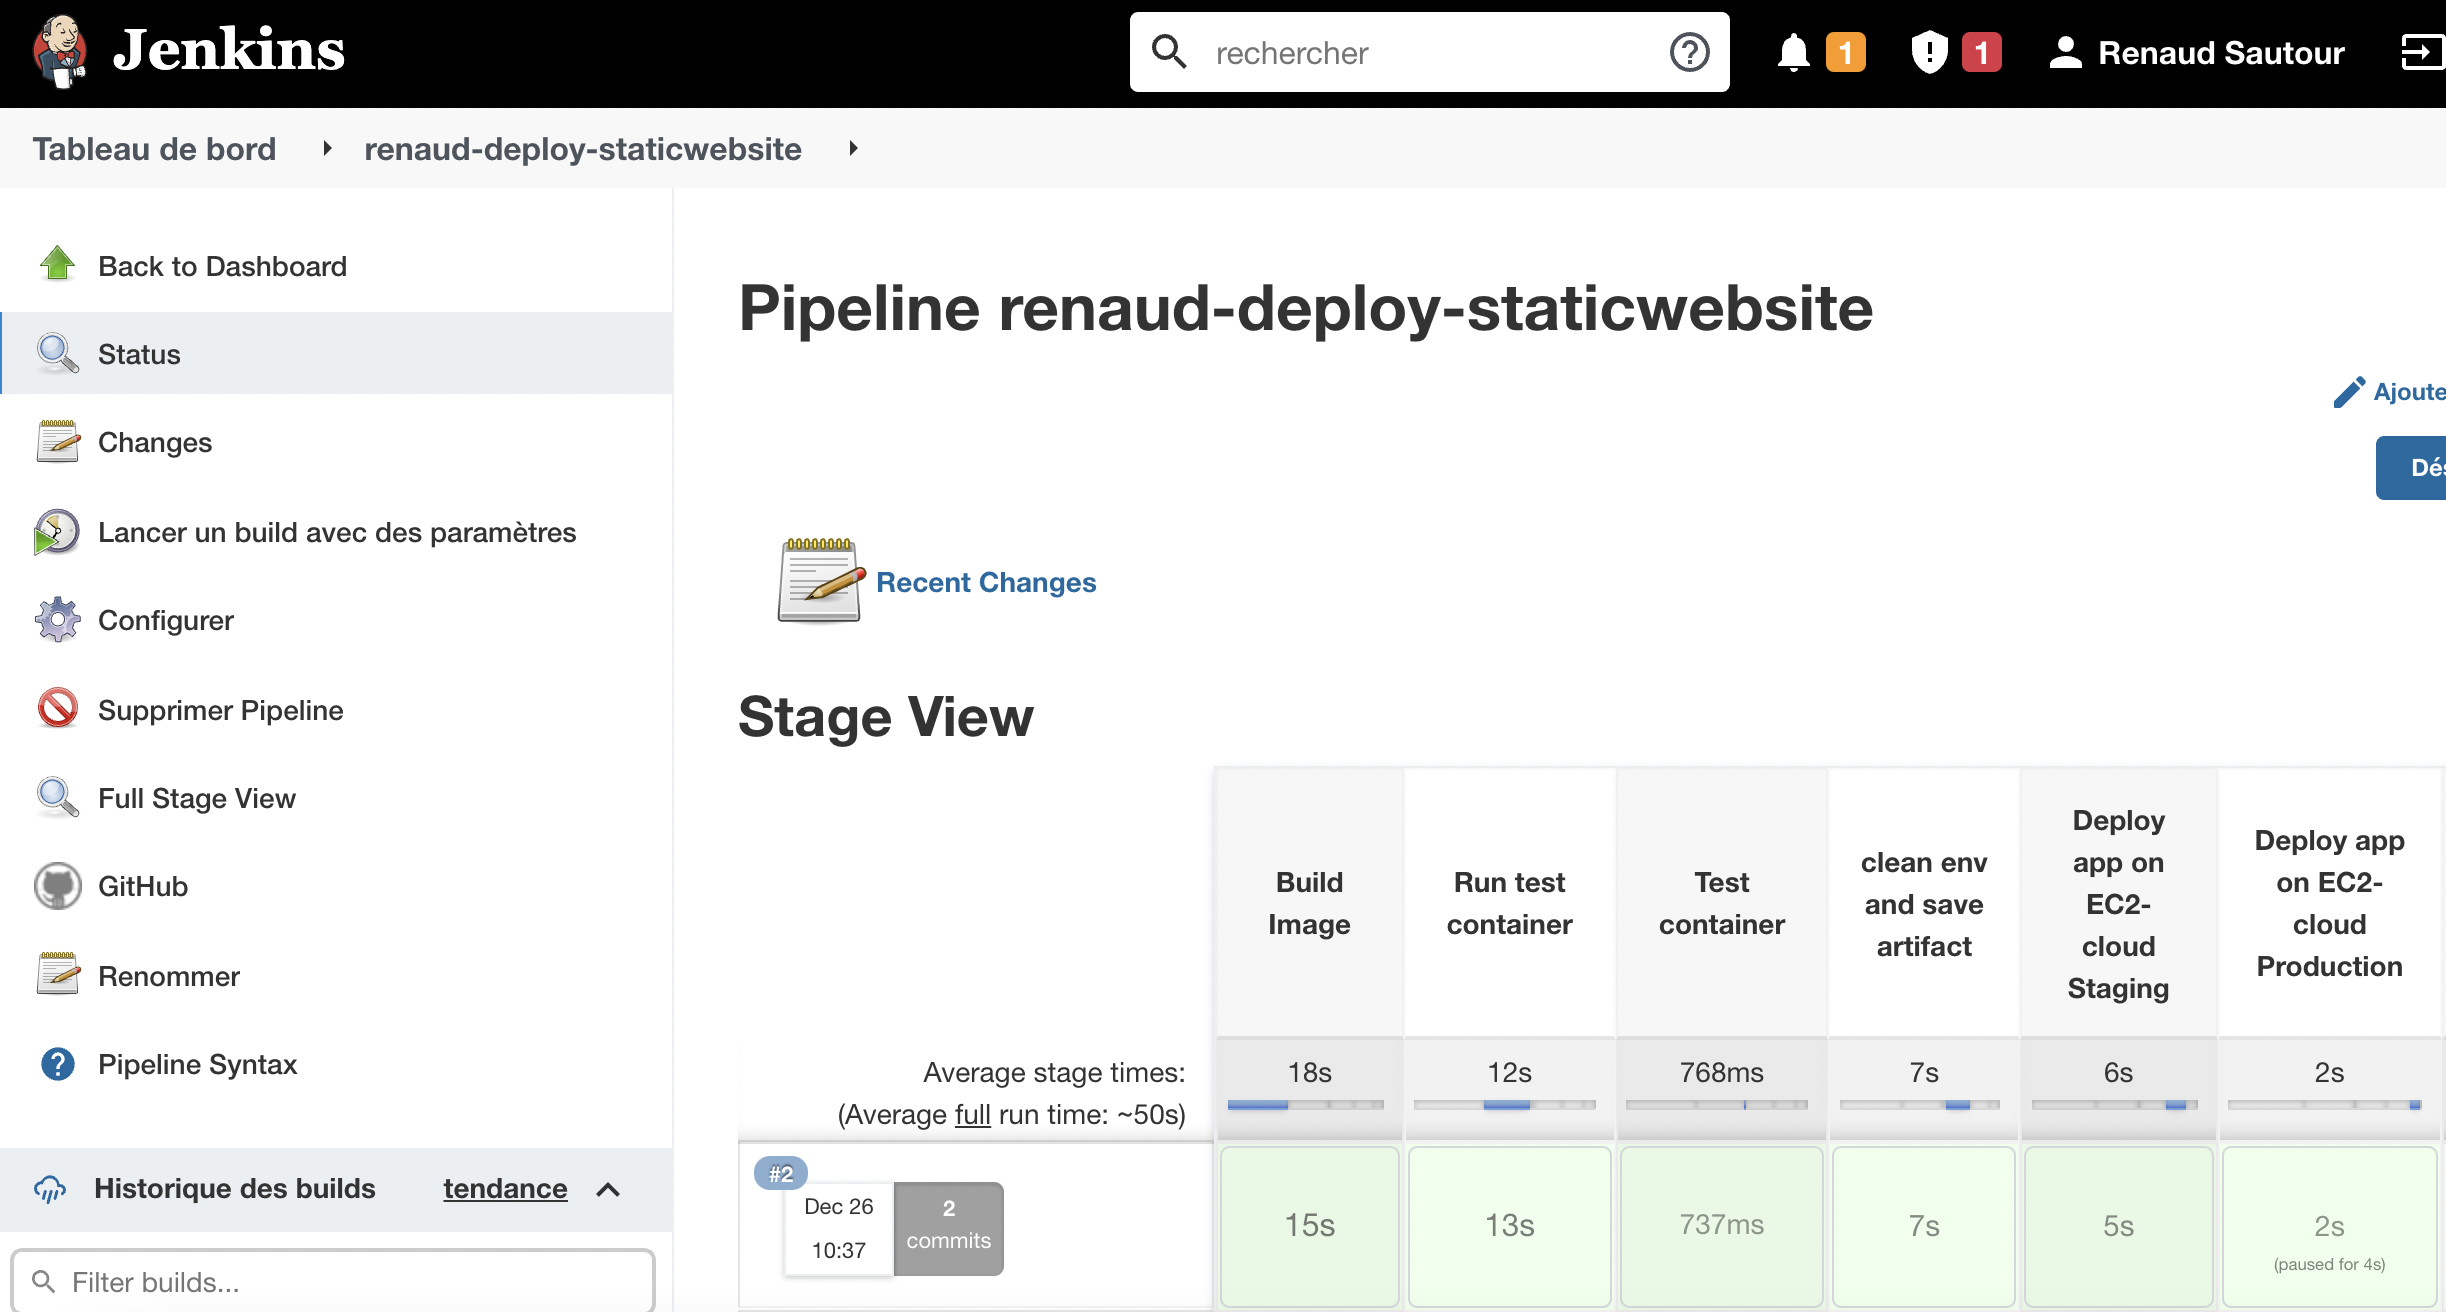 Jenkins
rechercher
1
1
Renaud Sautour
Tableau de bord
renaud-deploy-staticwebsite
Back to Dashboard
Status
Changes
Lancer un build avec des paramètres
Configurer
Supprimer Pipeline
Full Stage View
GitHub
Renommer
Pipeline Syntax
Historique des builds tendance
Filter builds...
Pipeline renaud-deploy-staticwebsite
Ajoute
Dés
Recent Changes
Stage View
Build
Image
Run test
container
Test
container
clean env
and save
artifact
Deploy
app on
EC2-
cloud
Staging
Deploy app
on EC2-
cloud
Production
Average stage times:
(Average full run time: ~50s)
18s
12s
768ms
7s
6s
2s
#2
Dec 26
10:37
2
commits
15s
13s
737ms
7s
5s
2s
(paused for 4s)